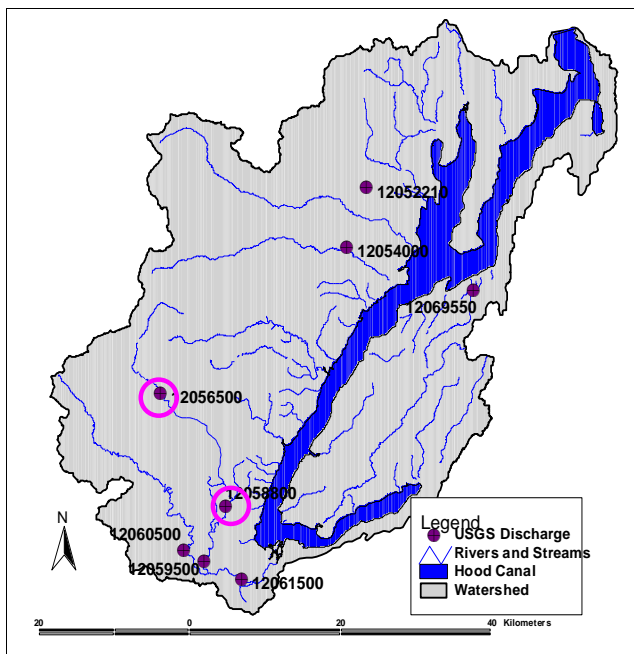 12052210
12054000
12069550
12056500
12058800
12060500
12059500
12061500
N
Legend
USGS Discharge
Rivers and Streams
Hood Canal
Watershed
20 0 20 40 Kilometers